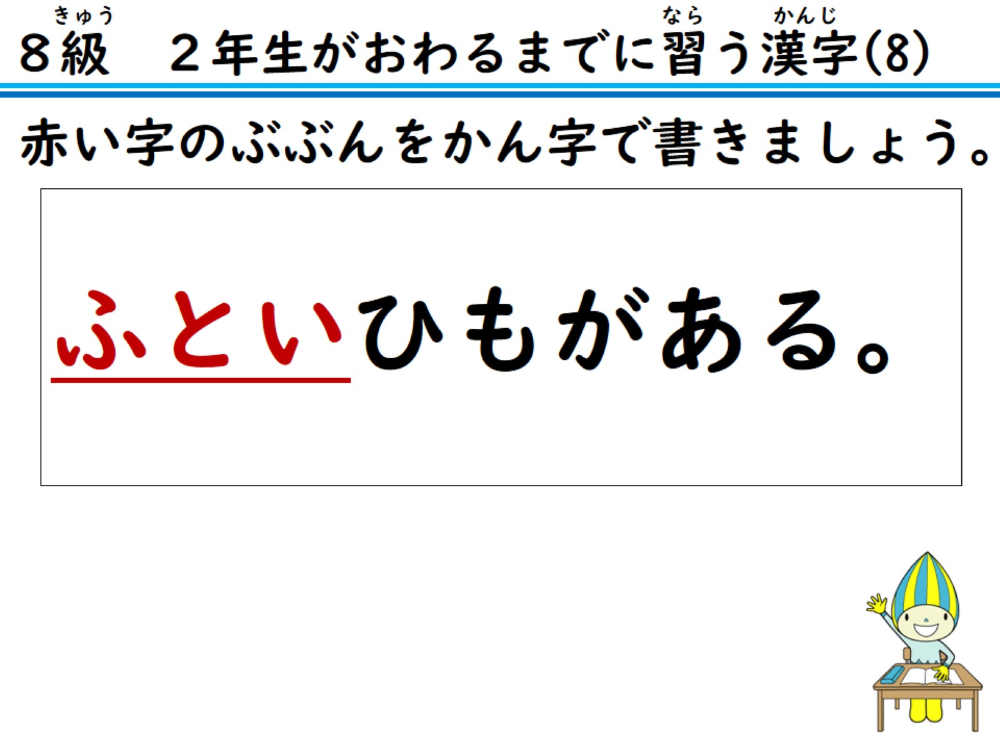 きゅう なら かんじ
８級　２年生がおわるまでに習う漢字(8)
赤い字のぶぶんをかん字で書きましょう。
ふといひもがある。